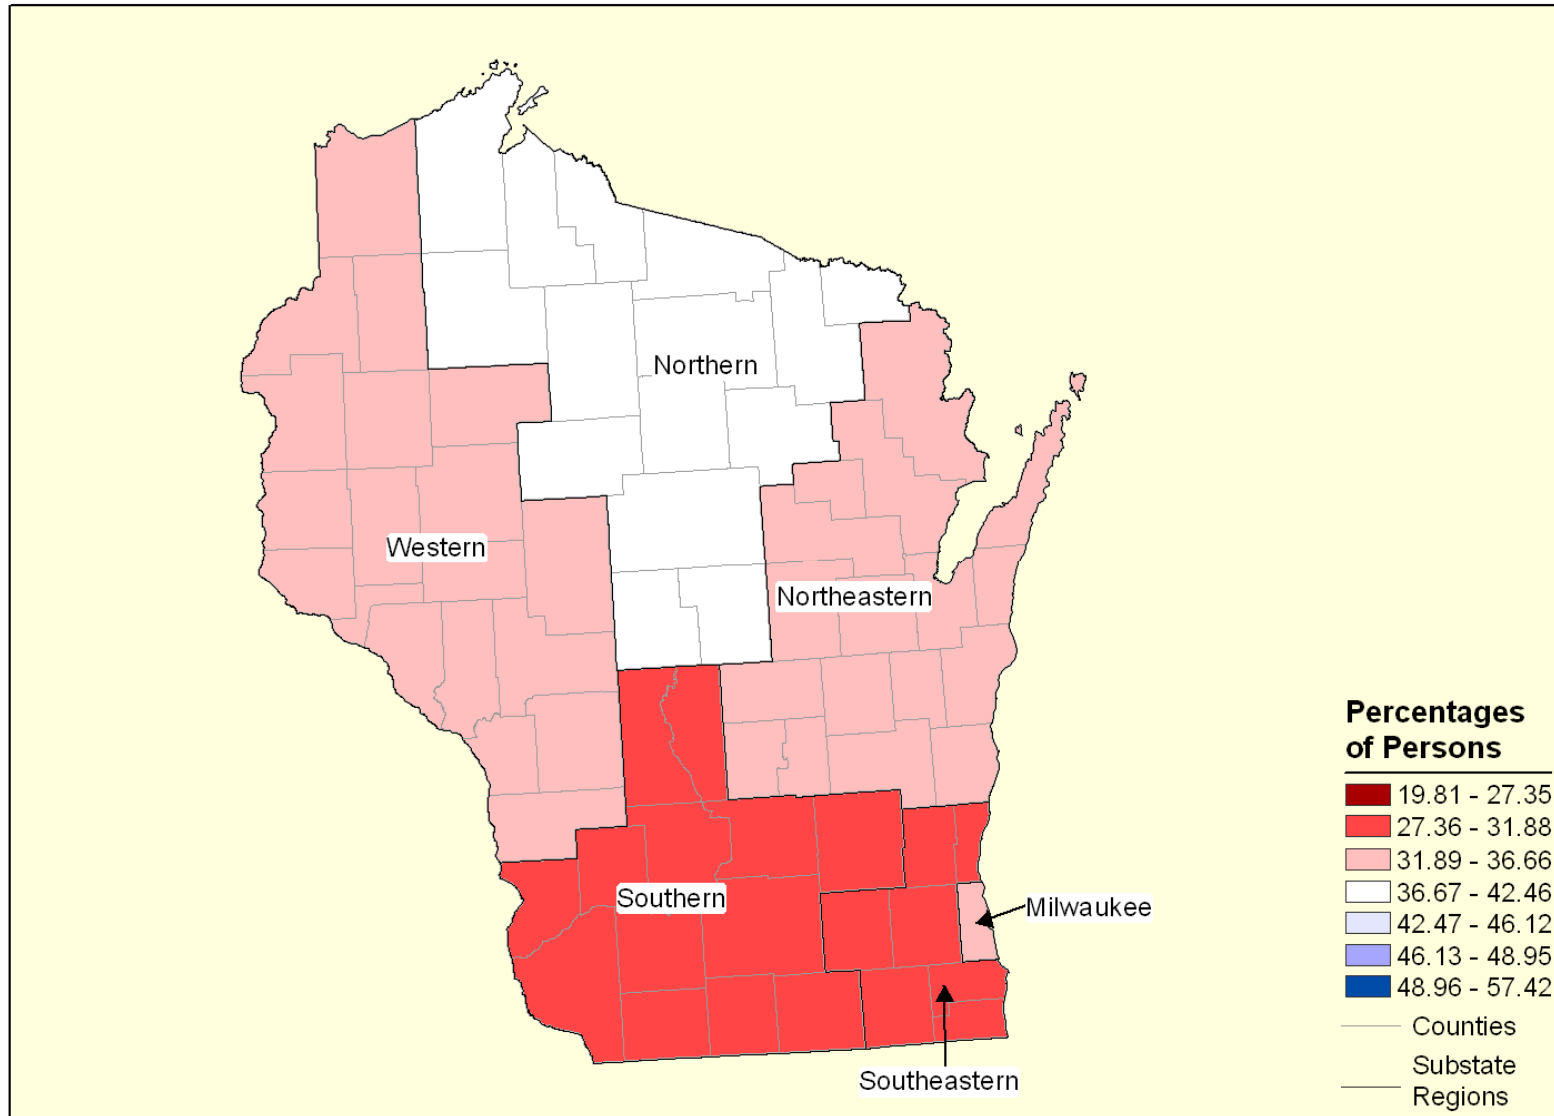 Northern
Western
Northeastern
Southern
Milwaukee
Southeastern
Percentages
of Persons
19.81 - 27.35
27.36 - 31.88
31.89 - 36.66
36.67 - 42.46
42.47 - 46.12
46.13 - 48.95
48.96 - 57.42
Counties
Substate
Regions